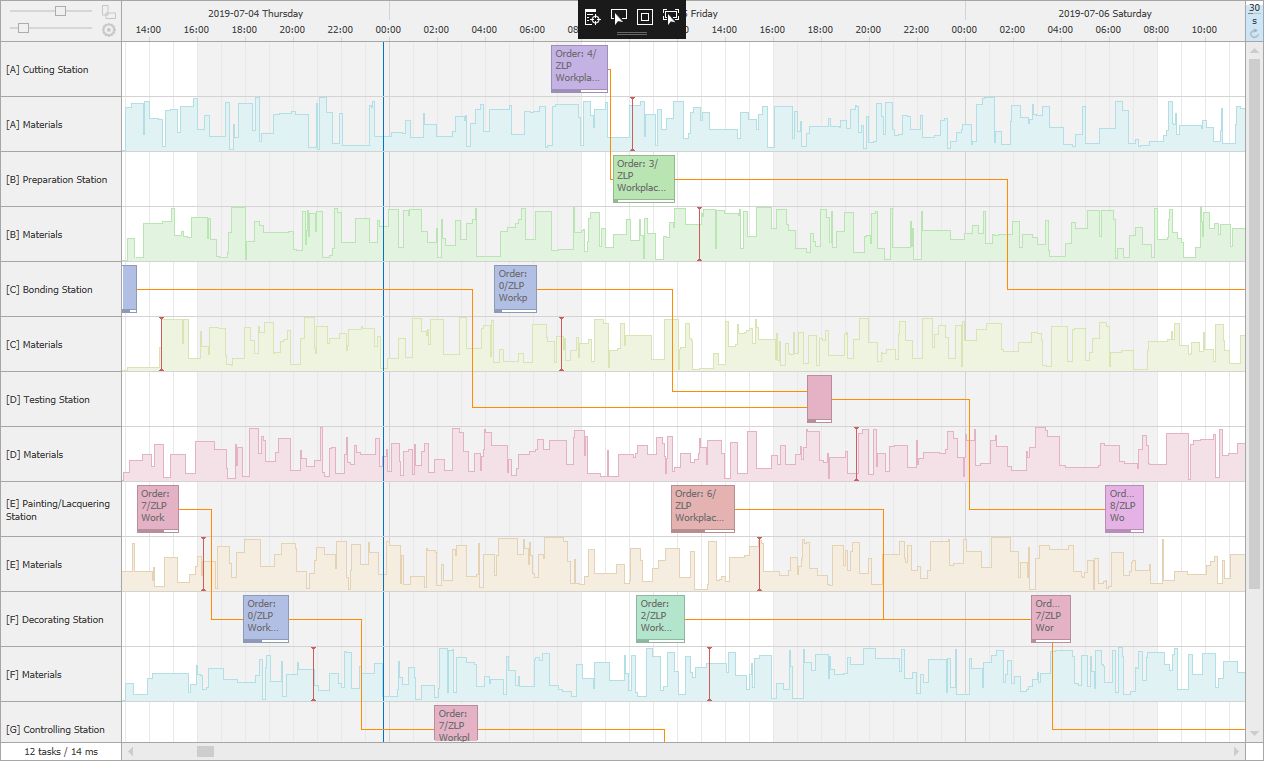 2019-07-04 Thursday
Friday
2019-07-06 Saturday
30
s
14:00 16:00 18:00 20:00 22:00 00:00 02:00 04:00 06:00 14:00 16:00 18:00 20:00 22:00 00:00 02:00 04:00 06:00 08:00 10:00
[A] Cutting Station
Order: 4/
ZLP
Workpla...
[A] Materials
[B] Preparation Station
Order: 3/
ZLP
Workplac...
[B] Materials
[C] Bonding Station
Order:
0/ZLP
Workp
[C] Materials
[D] Testing Station
[D] Materials
[E] Painting/Lacquering
Station
Order:
7/ZLP
Work
Order: 6/
ZLP
Workplac...
Ord...
8/ZLP
Wo
[E] Materials
[F] Decorating Station
Order:
0/ZLP
Work...
Order:
2/ZLP
Work...
Ord...
7/ZLP
Wor
[F] Materials
[G] Controlling Station
Order:
7/ZLP
Workpl
12 tasks / 14 ms